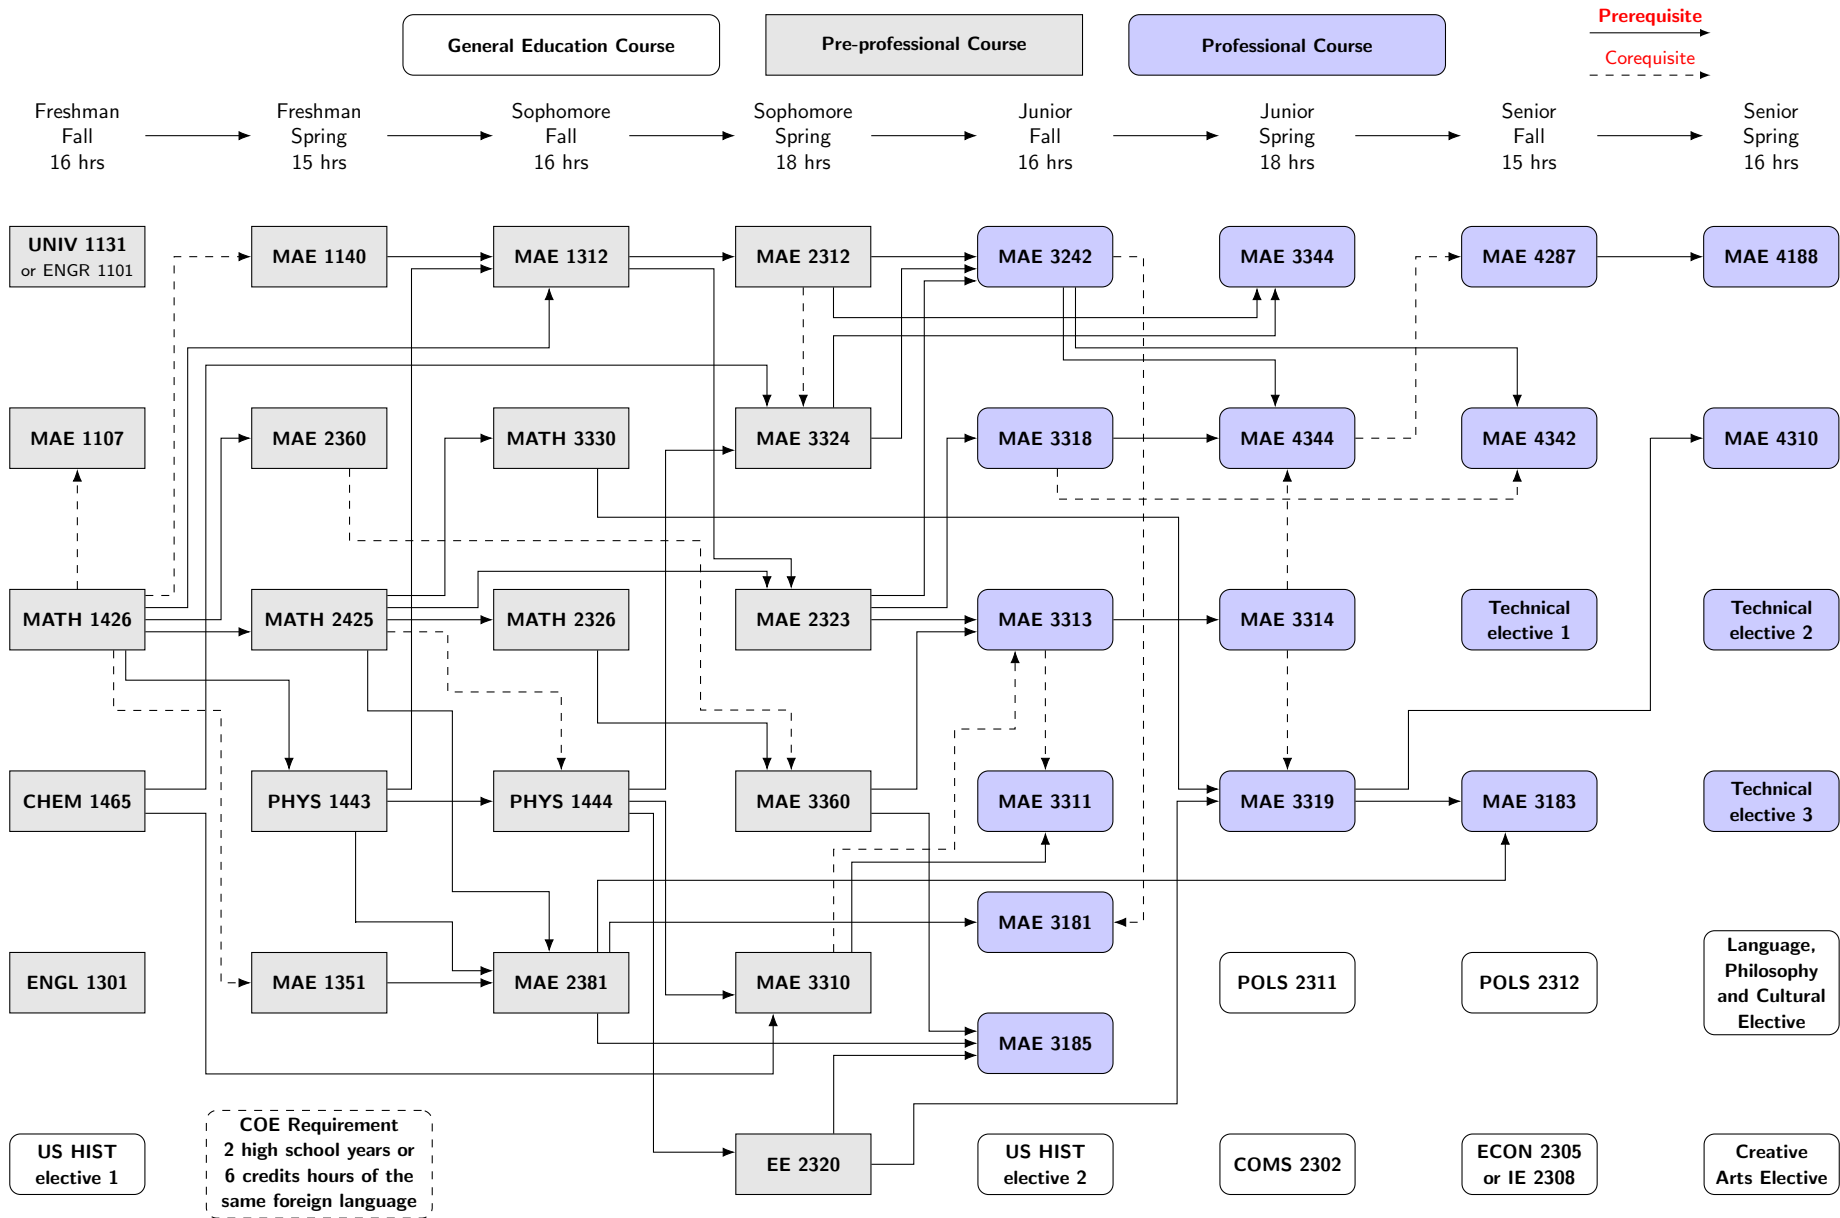 General Education Course
Pre-professional Course
Professional Course
Prerequisite
Corequisite
Freshman
Fall
16 hrs
Freshman
Spring
15 hrs
Sophomore
Fall
16 hrs
Sophomore
Spring
18 hrs
Junior
Fall
16 hrs
Junior
Spring
18 hrs
Senior
Fall
15 hrs
Senior
Spring
16 hrs
UNIV 1131
or ENGR 1101
MAE 1140
MAE 1312
MAE 2312
MAE 3242
MAE 3344
MAE 4287
MAE 4188
MAE 1107
MAE 2360
MATH 3330
MAE 3324
MAE 3318
MAE 4344
MAE 4342
MAE 4310
MATH 1426
MATH 2425
MATH 2326
MAE 2323
MAE 3313
MAE 3314
Technical
elective 1
Technical
elective 2
CHEM 1465
PHYS 1443
PHYS 1444
MAE 3360
MAE 3311
MAE 3319
MAE 3183
Technical
elective 3
MAE 3181
ENGL 1301
MAE 1351
MAE 2381
MAE 3310
POLS 2311
POLS 2312
Language,
Philosophy
and Cultural
Elective
MAE 3185
US HIST
elective 1
COE Requirement
2 high school years or
6 credits hours of the
same foreign language
EE 2320
US HIST
elective 2
COMS 2302
ECON 2305
or IE 2308
Creative
Arts Elective